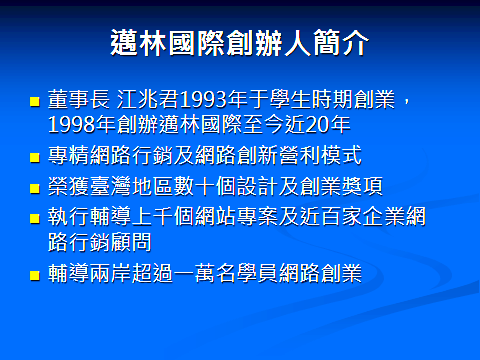 邁林國際創辦人簡介
董事長 江兆君1993年于學生時期創業，
1998年創辦邁林國際至今近20年
專精網路行銷及網路創新營利模式
榮獲臺灣地區數十個設計及創業獎項
執行輔導上千個網站專案及近百家企業網
路行銷顧問
輔導兩岸超過一萬名學員網路創業